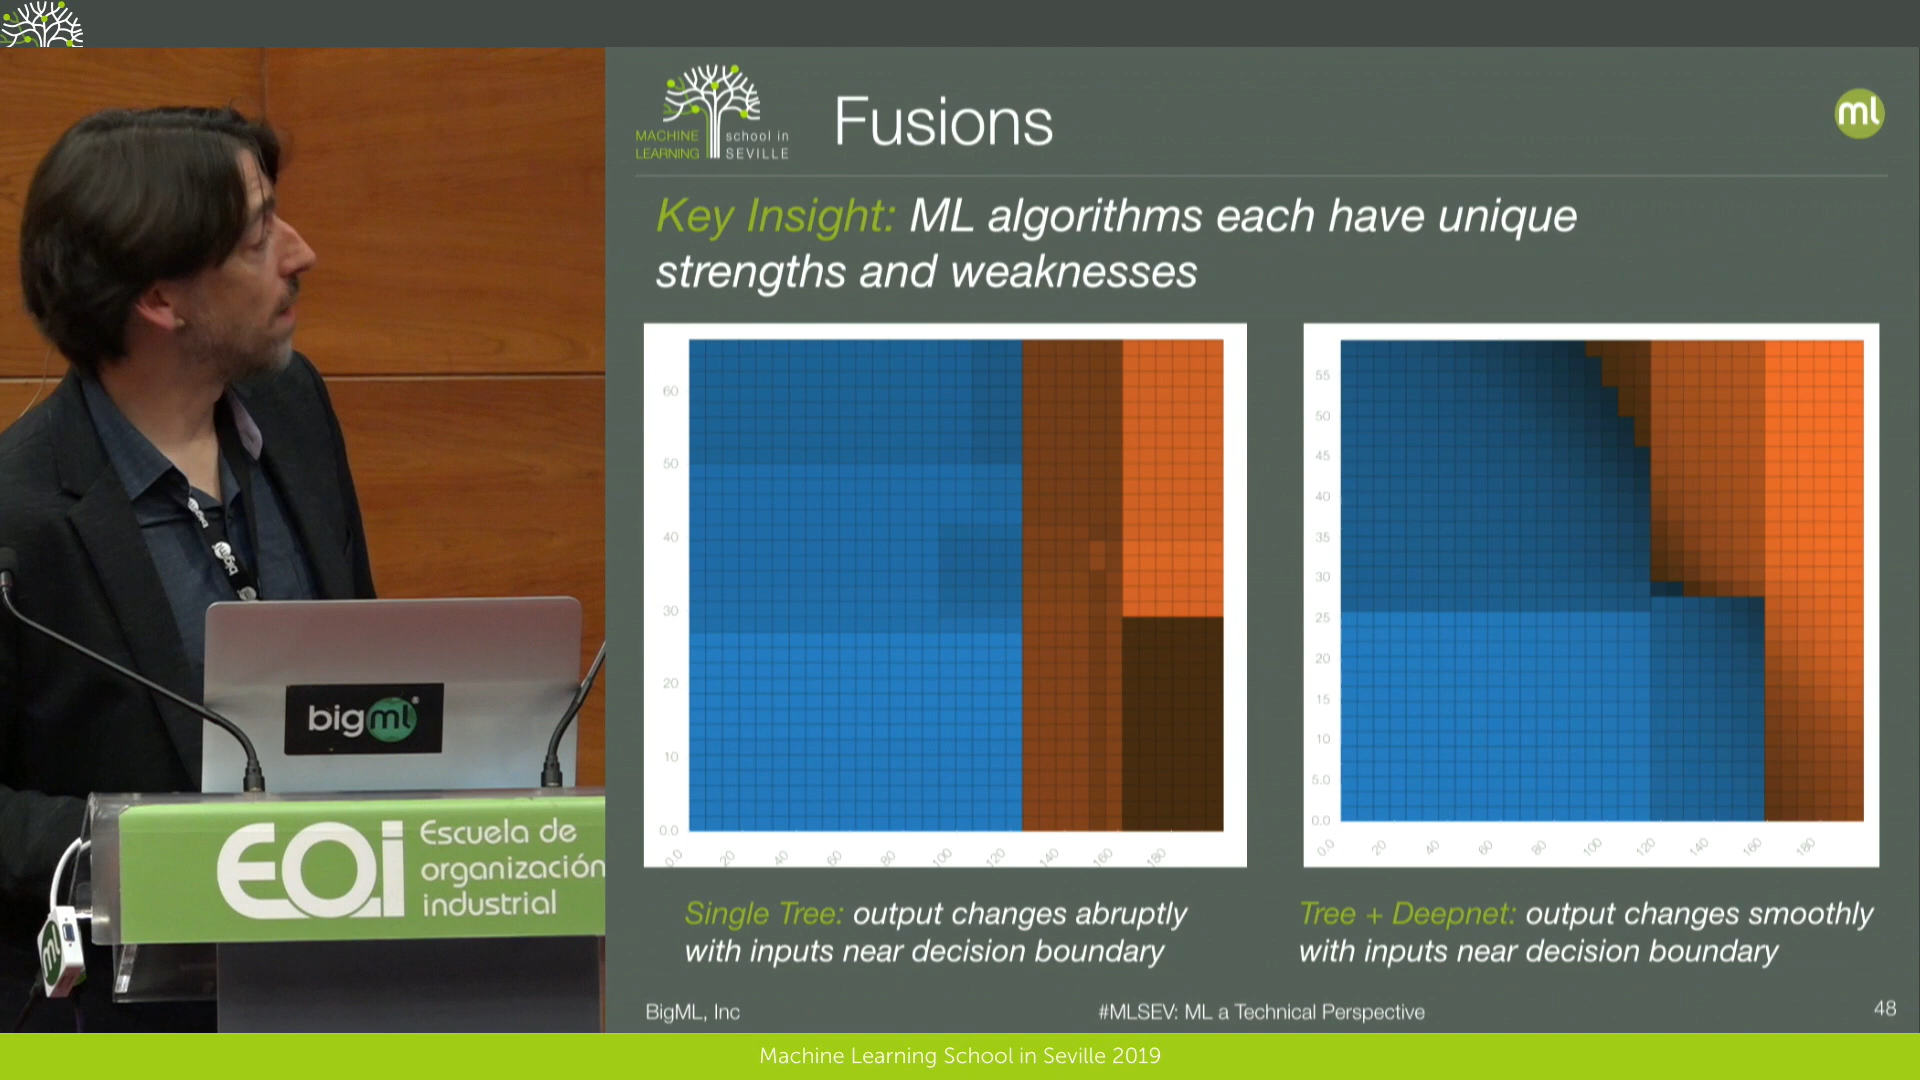 MACHINE
LEARNING
school in
SEVILLE
Fusions
ml
Key Insight: ML algorithms each have unique
strengths and weaknesses
60
50
40
30
20
10
0.0
0.0 20 40 60 80 100 120 140 160 180
55
50
45
40
35
30
25
20
15
10
5.0
0.0
0.0 20 40 60 80 100 120 140 160 180
Single Tree: output changes abruptly
with inputs near decision boundary
Tree + Deepnet: output changes smoothly
with inputs near decision boundary
BigML, Inc
#MLSEV: ML a Technical Perspective
48
bigml
bigml
EOi
Escuela de
organización
industrial
ml
Machine Learning School in Seville 2019